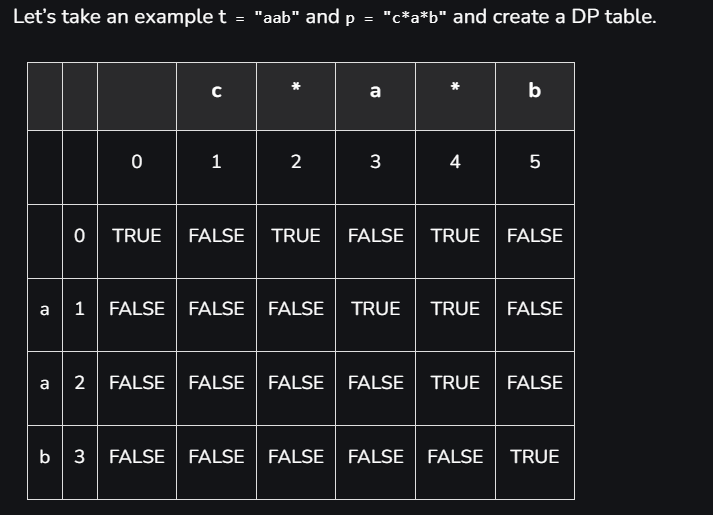 Let’s take an example t = "aab" and p = "c*a*b" and create a DP table.
c * a * b
0 1 2 3 4 5
0 TRUE FALSE TRUE FALSE TRUE FALSE
a 1 FALSE FALSE FALSE TRUE TRUE FALSE
a 2 FALSE FALSE FALSE FALSE TRUE FALSE
b 3 FALSE FALSE FALSE FALSE FALSE TRUE